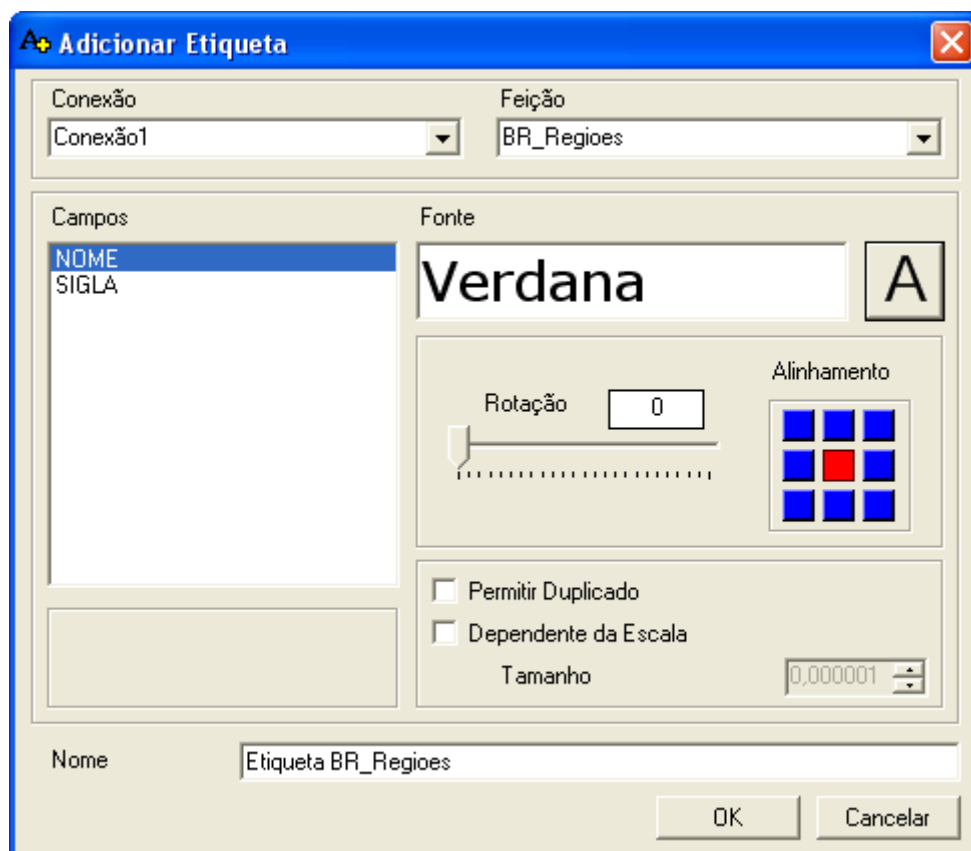 Adicionar Etiqueta
Conexão
Feição
Conexão1
BR_Regioes
Campos
Fonte
NOME
SIGLA
Verdana
A
Rotação
0
Alinhamento
Permitir Duplicado
Dependente da Escala
Tamanho
0,000001
Nome
Etiqueta BR_Regioes
OK
Cancelar